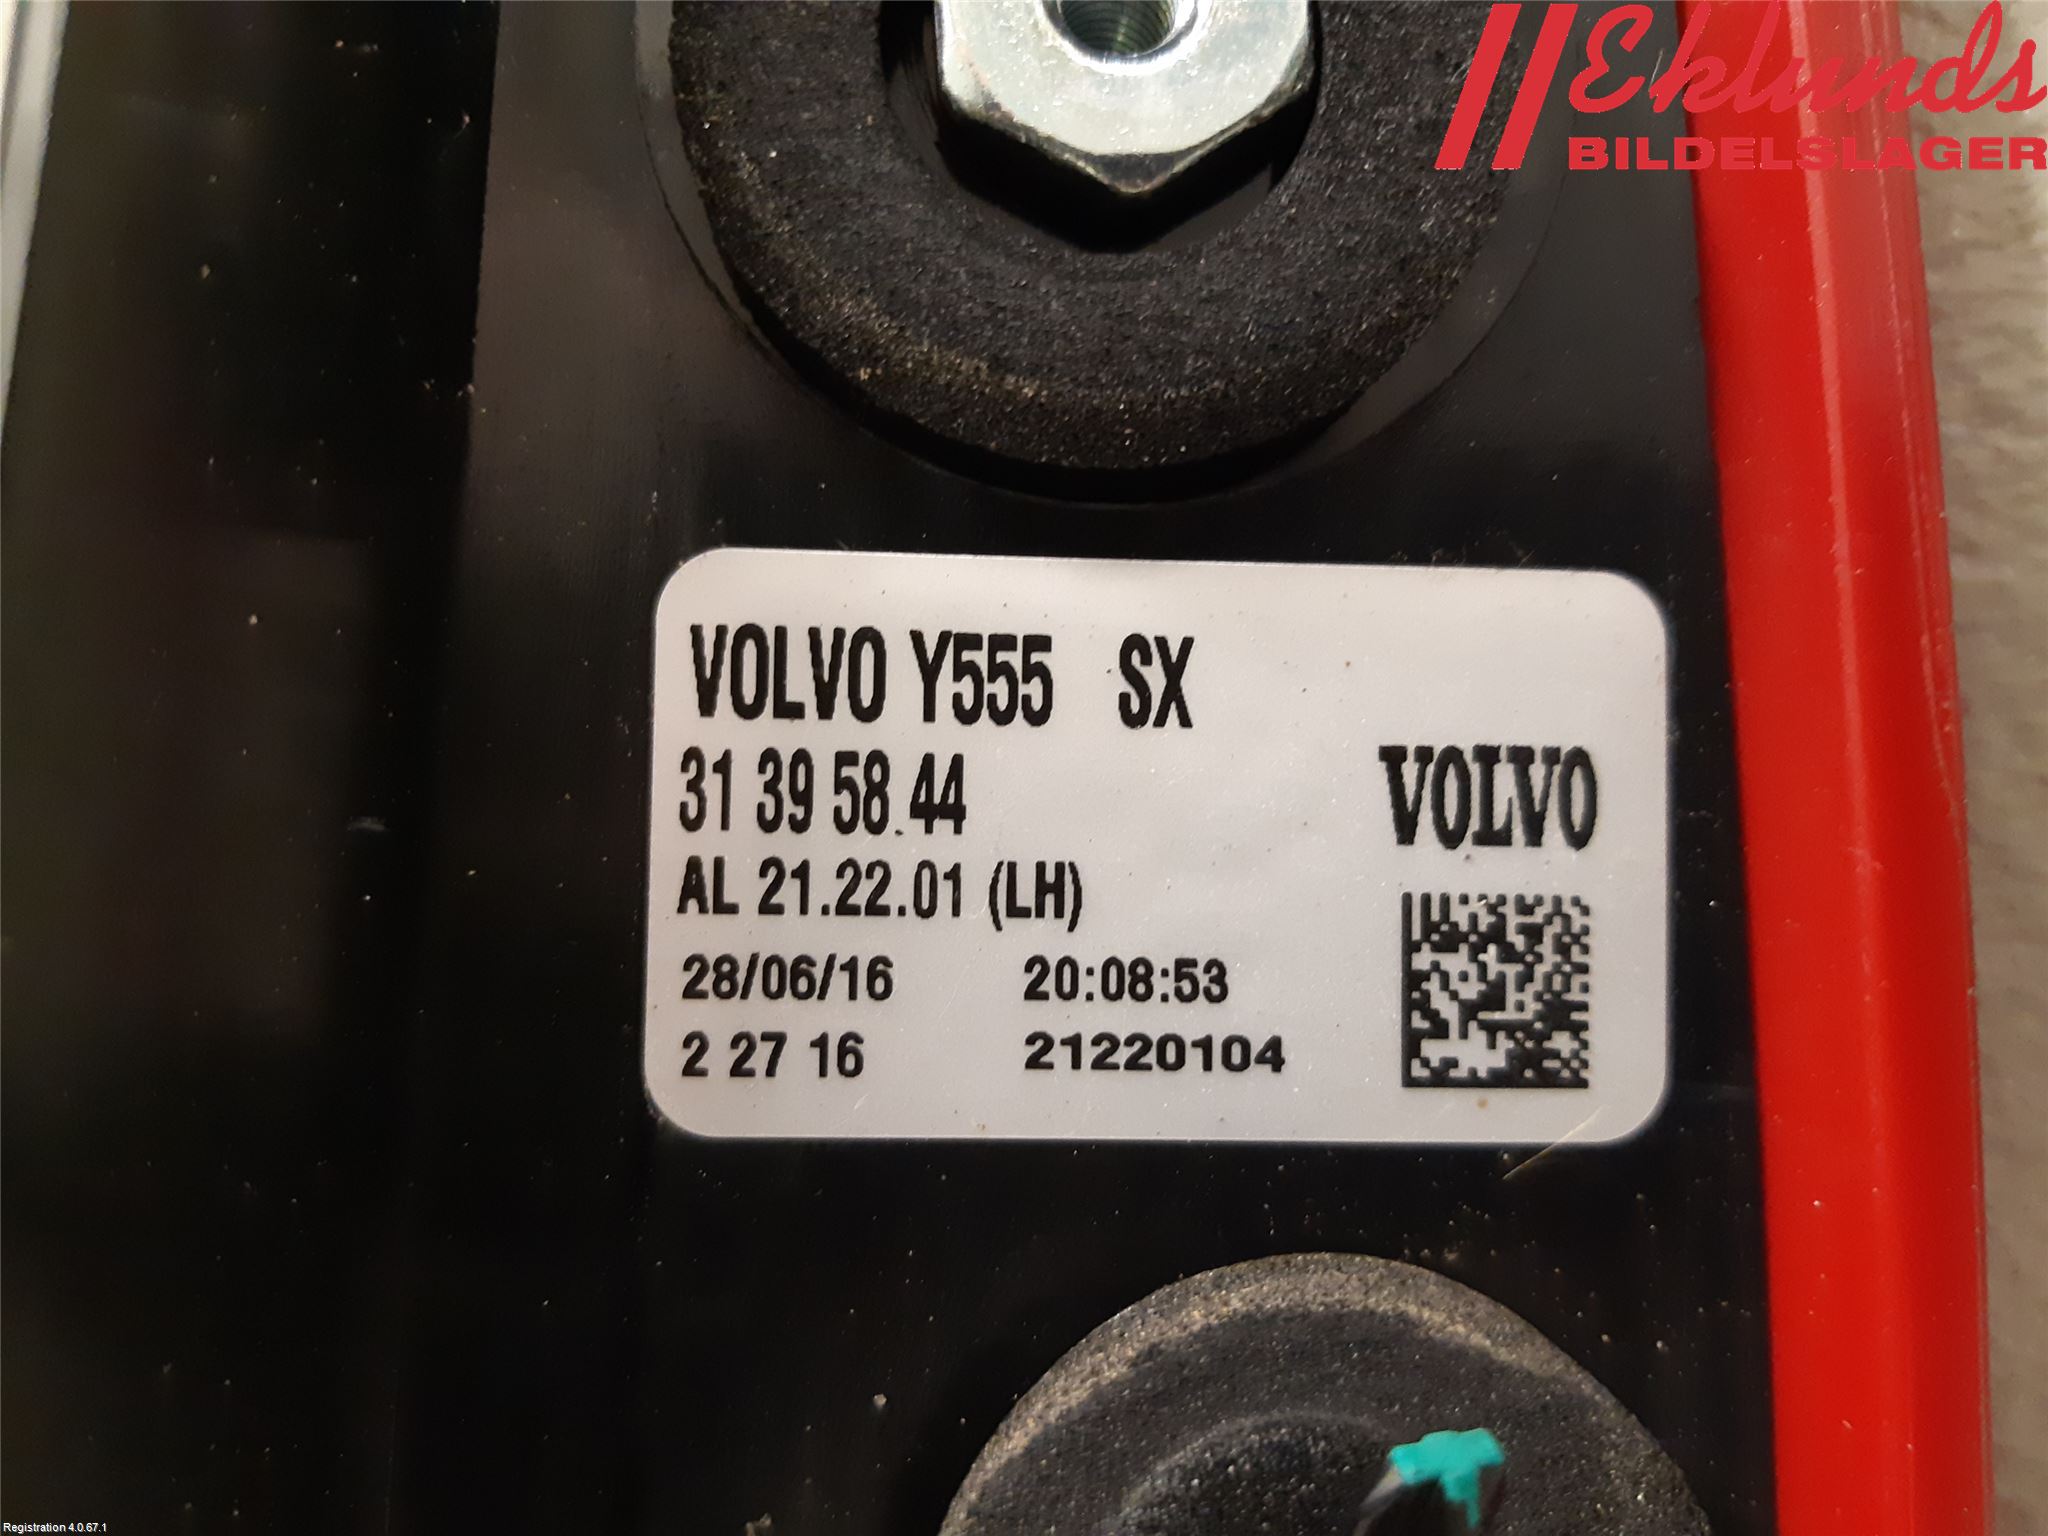 Eklunds
BILDELSLAGER
VOLVO Y555 SX
31 39 58 44
VOLVO
AL 21.22.01 (LH)
28/06/16 20:08:53
2 27 16 21220104
Registration 4.0.67.1